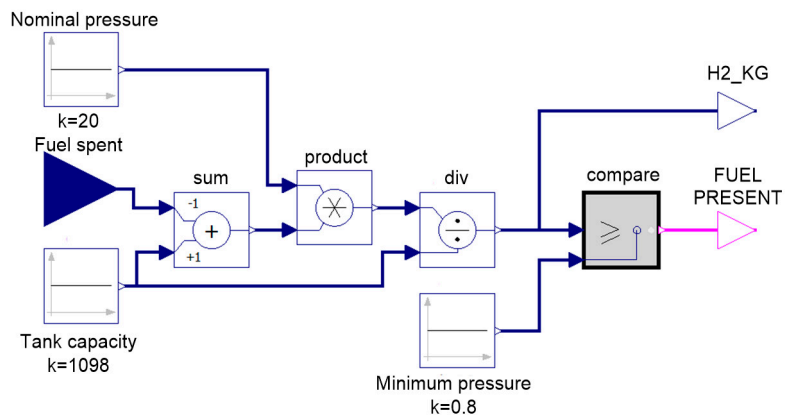 Nominal pressure
k=20
Fuel spent
-1
+1
sum
Tank capacity
k=1098
product
div
Minimum pressure
k=0.8
compare
H2_KG
FUEL
PRESENT